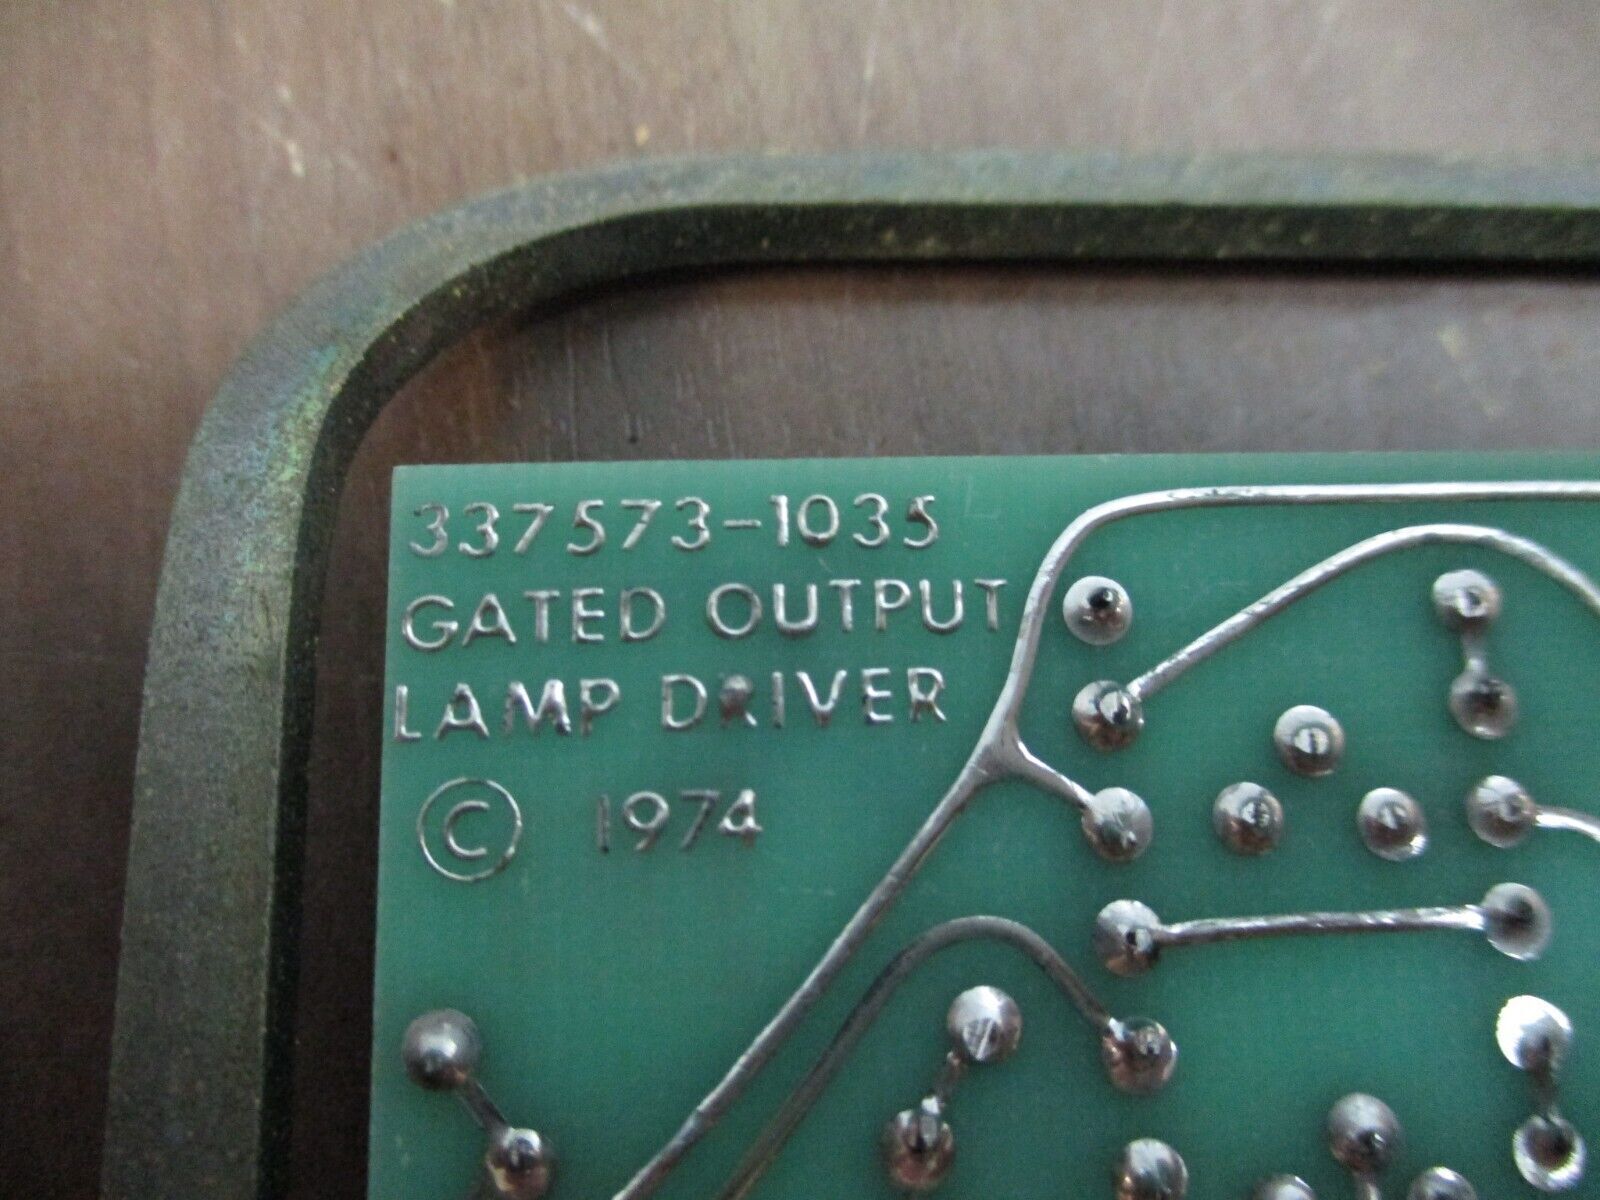 337573-1035
GATED OUTPUT
LAMP DRIVER
© 1974